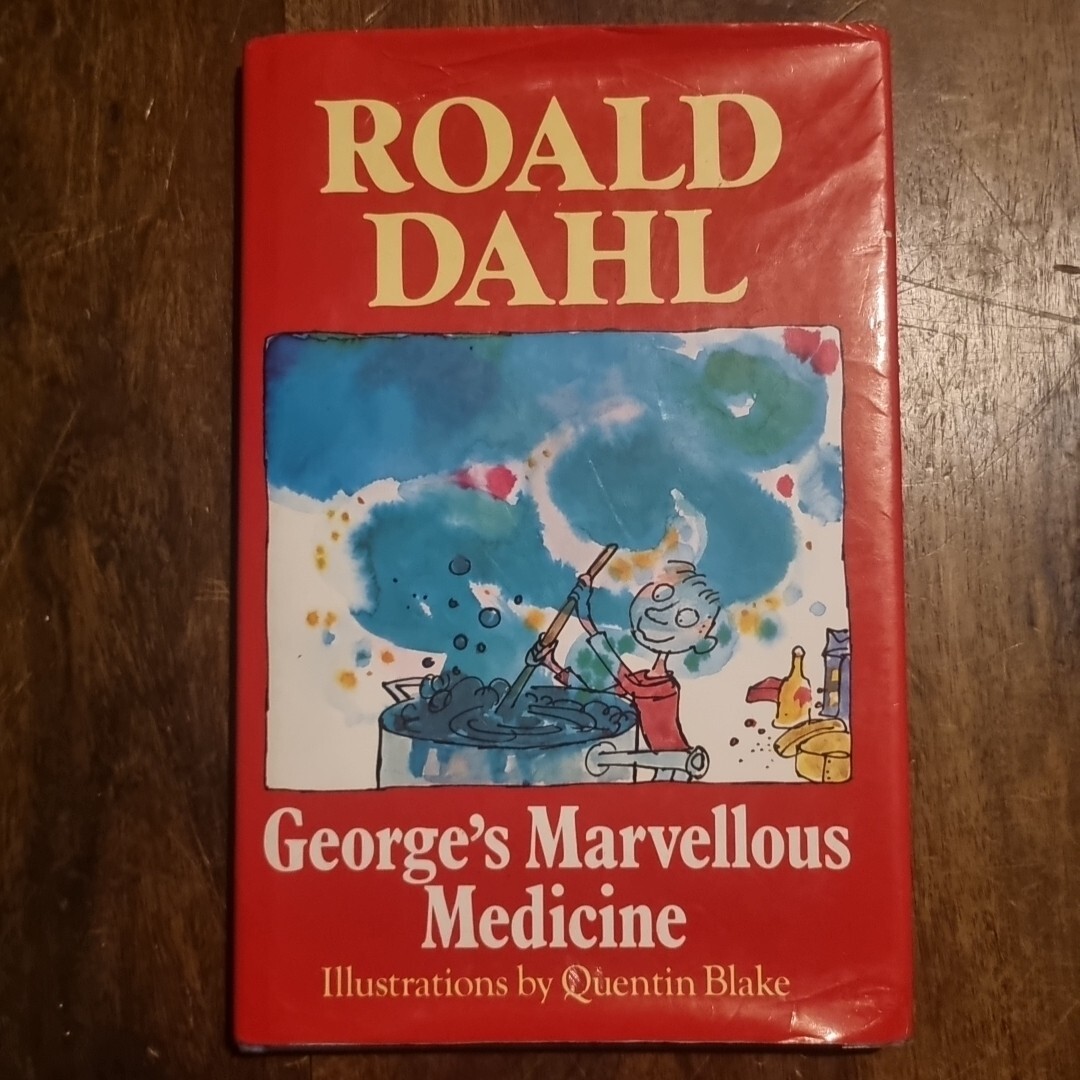 ROALD
DAHL
George's Marvellous
Medicine
Illustrations by Quentin Blake